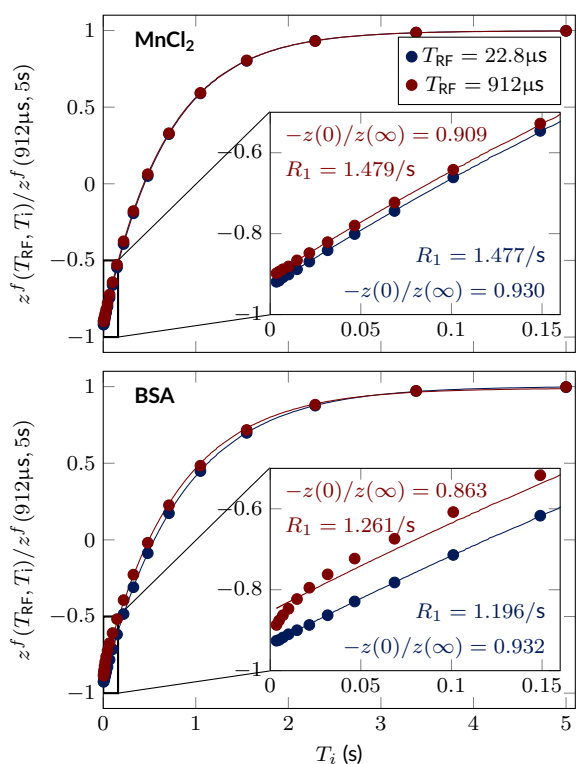 MnCl₂
T_RF = 22.8µs
T_RF = 912µs
z^f(T_RF, T_i)/z^f(912µs, 5s)
1
0.5
0
−0.5
−1
−0.6
−0.8
−1
−z(0)/z(∞) = 0.909
R₁ = 1.479/s
R₁ = 1.477/s
−z(0)/z(∞) = 0.930
0
0.05
0.1
0.15
BSA
z^f(T_RF, T_i)/z^f(912µs, 5s)
1
0.5
0
−0.5
−1
−0.6
−0.8
−1
−z(0)/z(∞) = 0.863
R₁ = 1.261/s
R₁ = 1.196/s
−z(0)/z(∞) = 0.932
0
0.05
0.1
0.15
0
1
2
3
4
5
T_i (s)